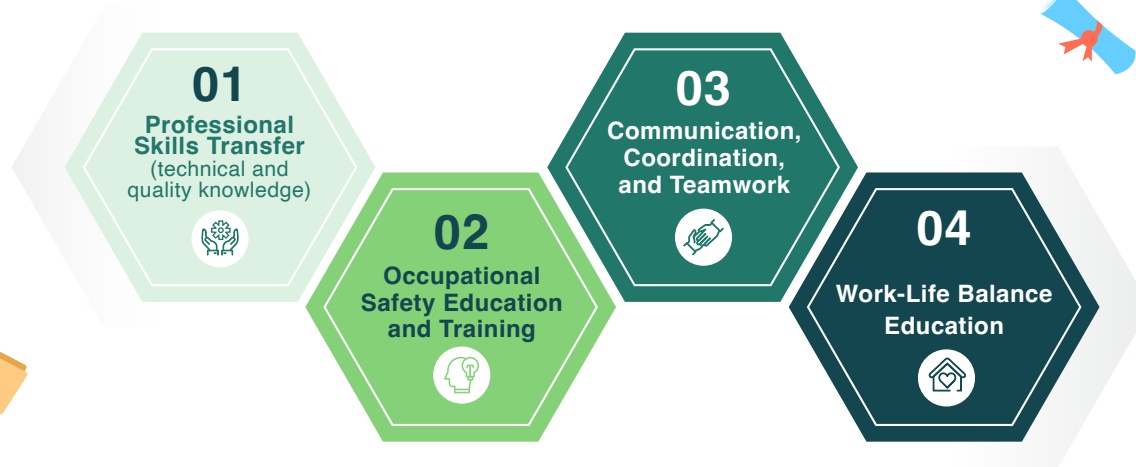 01
Professional
Skills Transfer
(technical and
quality knowledge)
02
Occupational
Safety Education
and Training
03
Communication,
Coordination,
and Teamwork
04
Work-Life Balance
Education